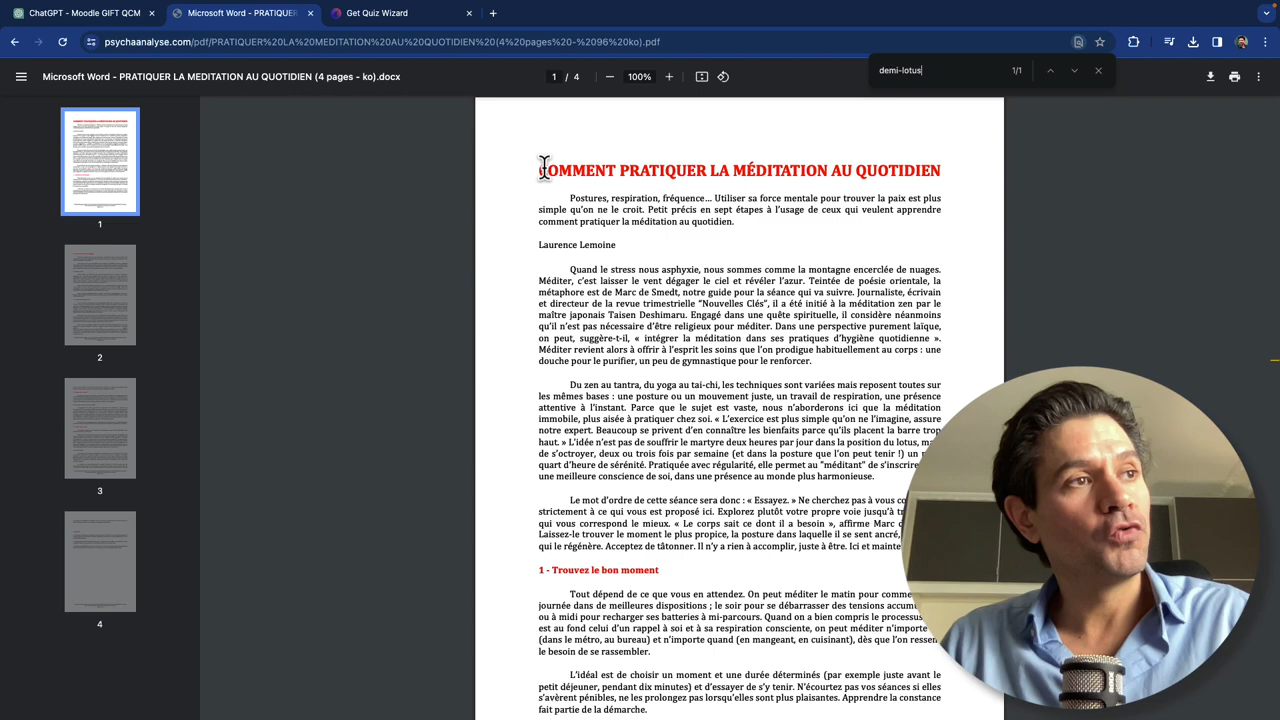 ChatGPT - Moodle GIFT QCM
Microsoft Word - PRATIQUER
Get Quiz Wizard
psychanalyse.com/pdf/PRATIQUER%20LA%20MEDITATION%20AU%20QUOTIDIEN%20(4%20pages%20-%2096%20ko).pdf
demi-lotus
1/1
Microsoft Word - PRATIQUER LA MEDITATION AU QUOTIDIEN (4 pages - ko).docx
1 / 4
100%
COMMENT PRATIQUER LA MÉDITATION AU QUOTIDIEN
Postures, respiration, fréquence… Utiliser sa force mentale pour trouver la paix est plus
simple qu’on ne le croit. Petit précis en sept étapes à l’usage de ceux qui veulent apprendre
comment pratiquer la méditation au quotidien.
Laurence Lemoine
Quand le stress nous asphyxie, nous sommes comme la montagne encerclée de nuages.
Méditer, c’est laisser le vent dégager le ciel et révéler l’azur. Teintée de poésie orientale, la
métaphore est de Marc de Smedt, notre guide pour la séance qui va suivre. Journaliste, écrivain
et directeur de la revue trimestrielle "Nouvelles Clés", il a été initié à la méditation zen par le
maître japonais Taisen Deshimaru. Engagé dans une quête spirituelle, il considère néanmoins
qu’il n’est pas nécessaire d'être religieux pour méditer. Dans une perspective purement laïque,
on peut, suggère-t-il, « intégrer la méditation dans ses pratiques d’hygiène quotidienne ».
Méditer revient alors à offrir à l’esprit les soins que l’on prodigue habituellement au corps : une
douche pour le purifier, un peu de gymnastique pour le renforcer.
Du zen au tantra, du yoga au tai-chi, les techniques sont variées mais reposent toutes sur
les mêmes bases : une posture ou un mouvement juste, un travail de respiration, une présence
attentive à l’instant. Parce que le sujet est vaste, nous n’aborderons ici que la méditation
immobile, plus aisée à pratiquer chez soi. « L’exercice est plus simple qu’on ne l’imagine, assure
notre expert. Beaucoup se privent d’en connaître les bienfaits parce qu’ils placent la barre trop
haut. » L’idée n’est pas de souffrir le martyre deux heures par jour dans la position du lotus,
de s’octroyer, deux ou trois fois par semaine (et dans la posture que l’on peut tenir !) un
quart d’heure de sérénité. Pratiquée avec régularité, elle permet au "méditant" de s’inscrire
une meilleure conscience de soi, dans une présence au monde plus harmonieuse.
Le mot d’ordre de cette séance sera donc : « Essayez. » Ne cherchez pas à vous
strictement à ce qui vous est proposé ici. Explorez plutôt votre propre voie jusqu’à
qui vous correspond le mieux. « Le corps sait ce dont il a besoin », affirme Marc
Laissez-le trouver le moment le plus propice, la posture dans laquelle il se sent ancré,
qui le régénère. Acceptez de tâtonner. Il n’y a rien à accomplir, juste à être. Ici et
1 - Trouvez le bon moment
Tout dépend de ce que vous en attendez. On peut méditer le matin pour
journée dans de meilleures dispositions ; le soir pour se débarrasser des tensions
ou à midi pour recharger ses batteries à mi-parcours. Quand on a bien compris le
est au fond celui d’un rappel à soi et à sa respiration consciente, on peut méditer n’importe
(dans le métro, au bureau) et n’importe quand (en mangeant, en cuisinant), dès que l’on
le besoin de se rassembler.
L’idéal est de choisir un moment et une durée déterminés (par exemple juste avant le
petit déjeuner, pendant dix minutes) et d’essayer de s’y tenir. N’écourtez pas vos séances si elles
s’avèrent pénibles, ne les prolongez pas lorsqu’elles sont plus plaisantes. Apprendre la constance
fait partie de la démarche.
1
2
3
4